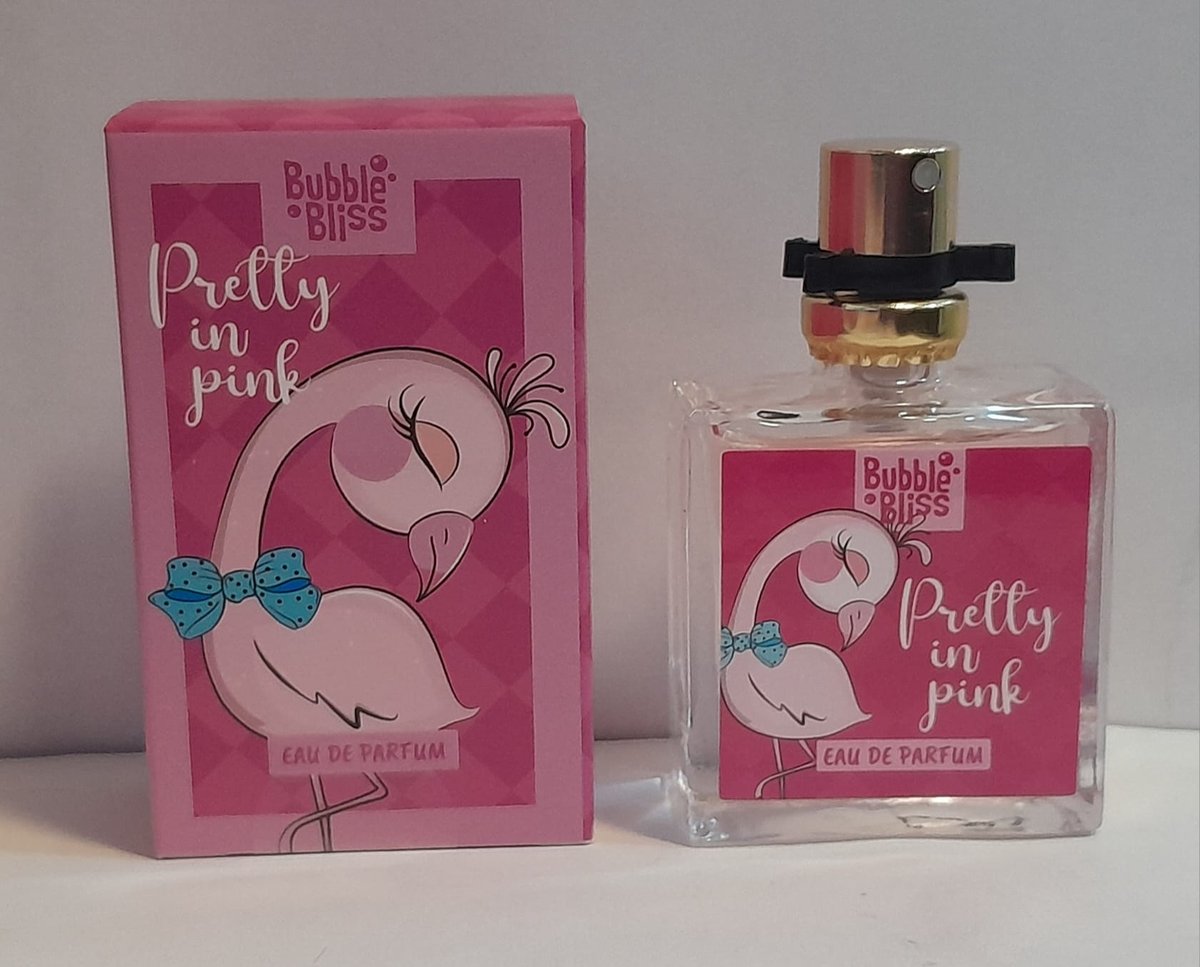 Bubble
Bliss
Pretty
in
pink
EAU DE PARFUM
Bubble
Bliss
Pretty
in
pink
EAU DE PARFUM